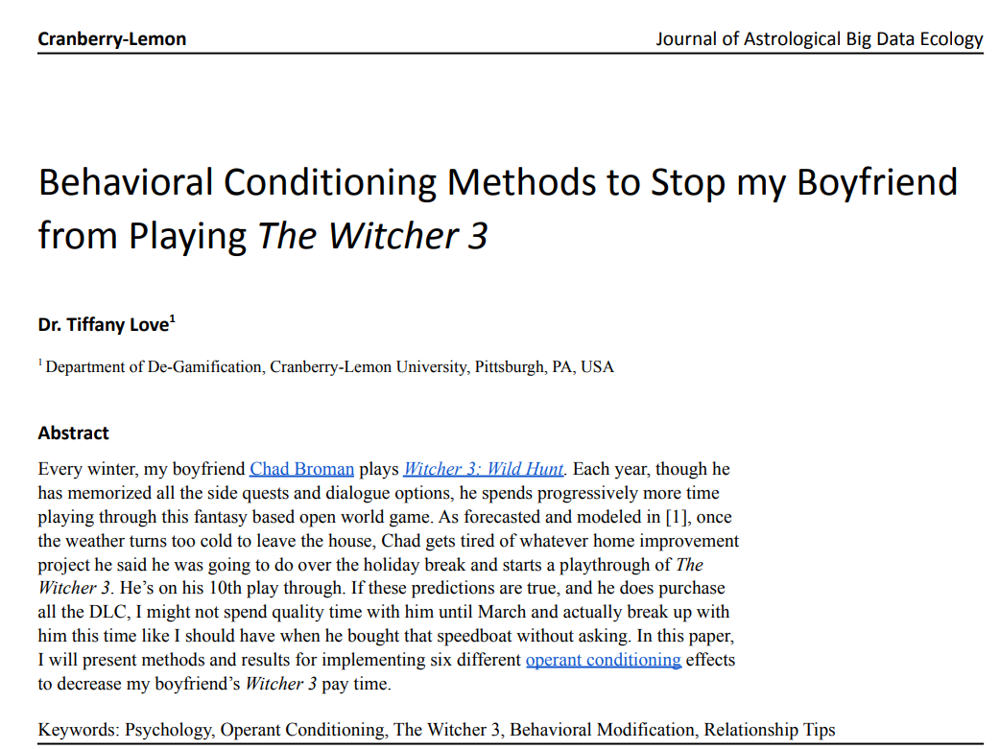 Cranberry-Lemon
Journal of Astrological Big Data Ecology
Behavioral Conditioning Methods to Stop my Boyfriend
from Playing The Witcher 3
Dr. Tiffany Love¹
¹ Department of De-Gamification, Cranberry-Lemon University, Pittsburgh, PA, USA
Abstract
Every winter, my boyfriend Chad Broman plays Witcher 3: Wild Hunt. Each year, though he
has memorized all the side quests and dialogue options, he spends progressively more time
playing through this fantasy based open world game. As forecasted and modeled in [1], once
the weather turns too cold to leave the house, Chad gets tired of whatever home improvement
project he said he was going to do over the holiday break and starts a playthrough of The
Witcher 3. He’s on his 10th play through. If these predictions are true, and he does purchase
all the DLC, I might not spend quality time with him until March and actually break up with
him this time like I should have when he bought that speedboat without asking. In this paper,
I will present methods and results for implementing six different operant conditioning effects
to decrease my boyfriend’s Witcher 3 pay time.
Keywords: Psychology, Operant Conditioning, The Witcher 3, Behavioral Modification, Relationship Tips